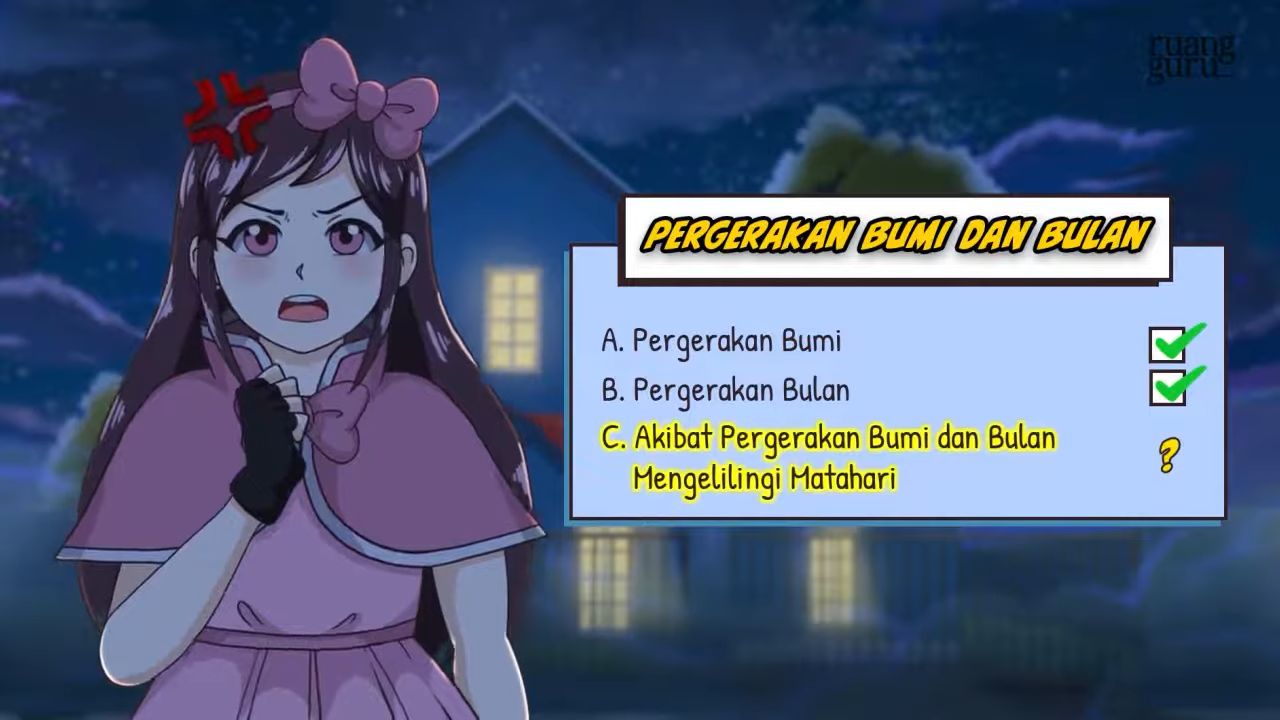 ruang
guru
PERGERAKAN BUMI DAN BULAN
A. Pergerakan Bumi
B. Pergerakan Bulan
C. Akibat Pergerakan Bumi dan Bulan
Mengelilingi Matahari
?